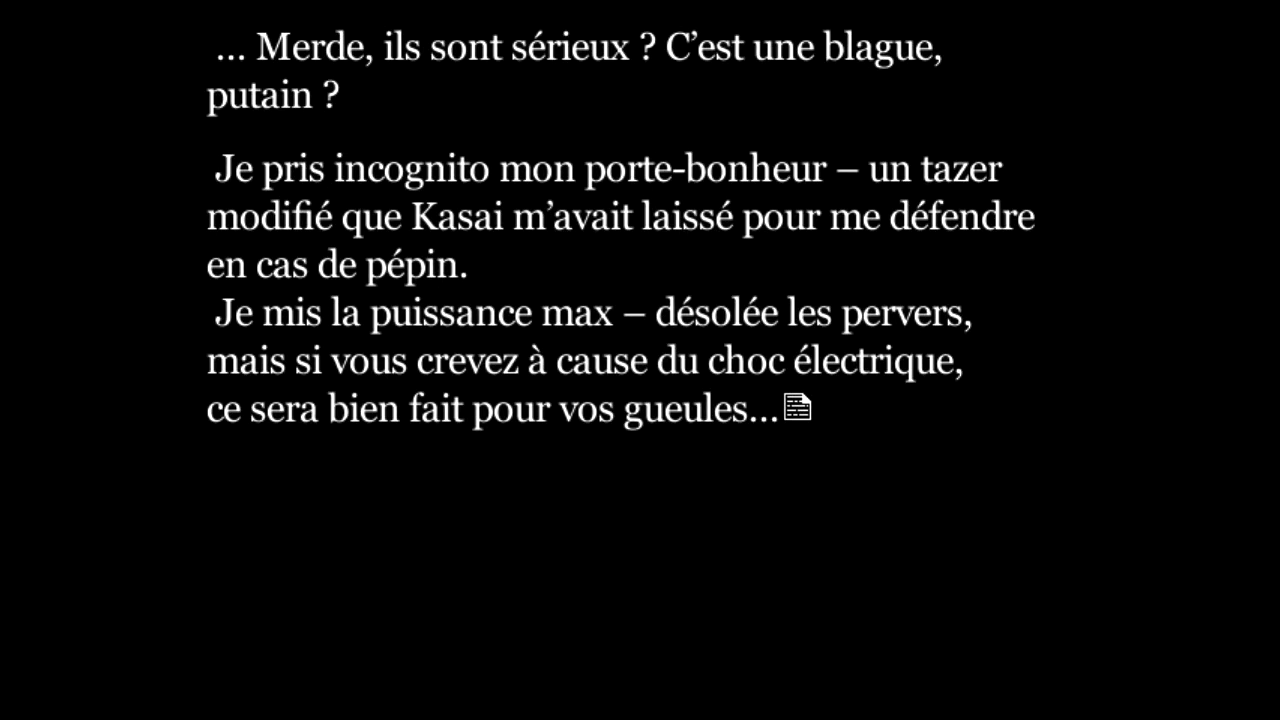 … Merde, ils sont sérieux ? C’est une blague,
putain ?
Je pris incognito mon porte-bonheur – un tazer
modifié que Kasai m’avait laissé pour me défendre
en cas de pépin.
Je mis la puissance max – désolée les pervers,
mais si vous crevez à cause du choc électrique,
ce sera bien fait pour vos gueules…